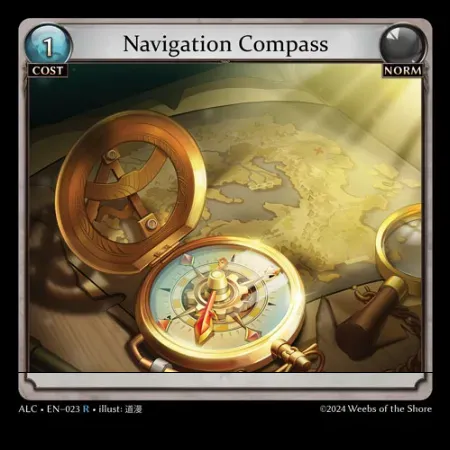 1
Navigation Compass
COST
NORM
ALC • EN–023 R • illust: 道漫
©2024 Weebs of the Shore